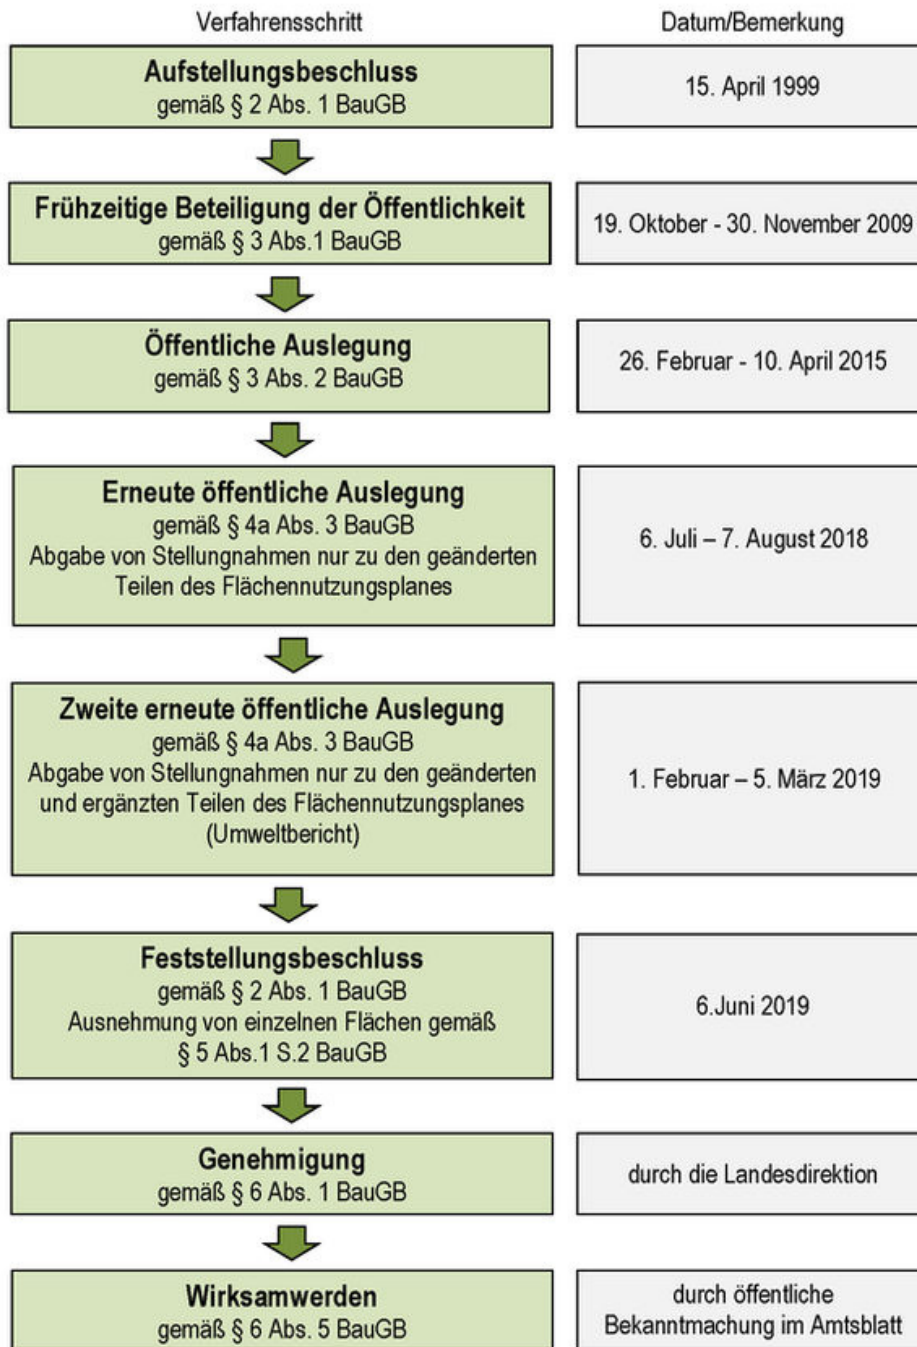 Verfahrensschritt
Datum/Bemerkung
Aufstellungsbeschluss
gemäß § 2 Abs. 1 BauGB
15. April 1999
Frühzeitige Beteiligung der Öffentlichkeit
gemäß § 3 Abs.1 BauGB
19. Oktober - 30. November 2009
Öffentliche Auslegung
gemäß § 3 Abs. 2 BauGB
26. Februar - 10. April 2015
Erneute öffentliche Auslegung
gemäß § 4a Abs. 3 BauGB
Abgabe von Stellungnahmen nur zu den geänderten
Teilen des Flächennutzungsplanes
6. Juli – 7. August 2018
Zweite erneute öffentliche Auslegung
gemäß § 4a Abs. 3 BauGB
Abgabe von Stellungnahmen nur zu den geänderten
und ergänzten Teilen des Flächennutzungsplanes
(Umweltbericht)
1. Februar – 5. März 2019
Feststellungsbeschluss
gemäß § 2 Abs. 1 BauGB
Ausnehmung von einzelnen Flächen gemäß
§ 5 Abs.1 S.2 BauGB
6.Juni 2019
Genehmigung
gemäß § 6 Abs. 1 BauGB
durch die Landesdirektion
Wirksamwerden
gemäß § 6 Abs. 5 BauGB
durch öffentliche
Bekanntmachung im Amtsblatt